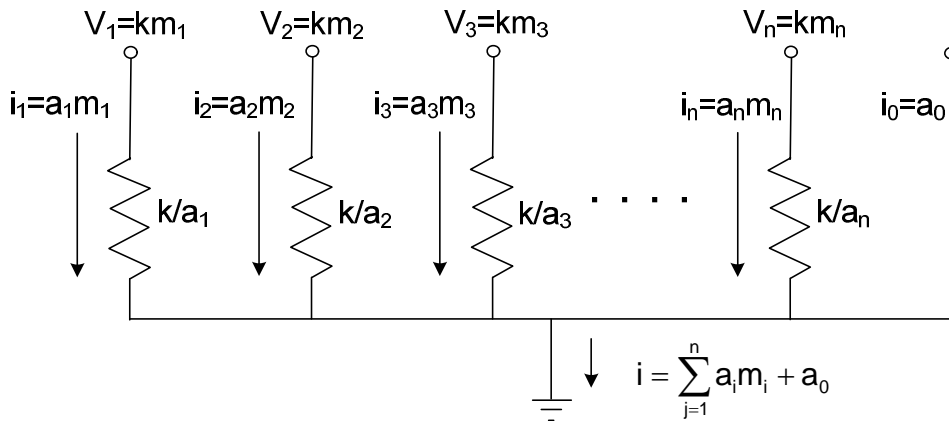 V₁=km₁ V₂=km₂ V₃=km₃ Vₙ=kmₙ
i₁=a₁m₁ i₂=a₂m₂ i₃=a₃m₃ iₙ=aₙmₙ i₀=a₀
k/a₁ k/a₂ k/a₃ . . . . k/aₙ
i = ∑ⁿⱼ₌₁ aᵢmᵢ + a₀